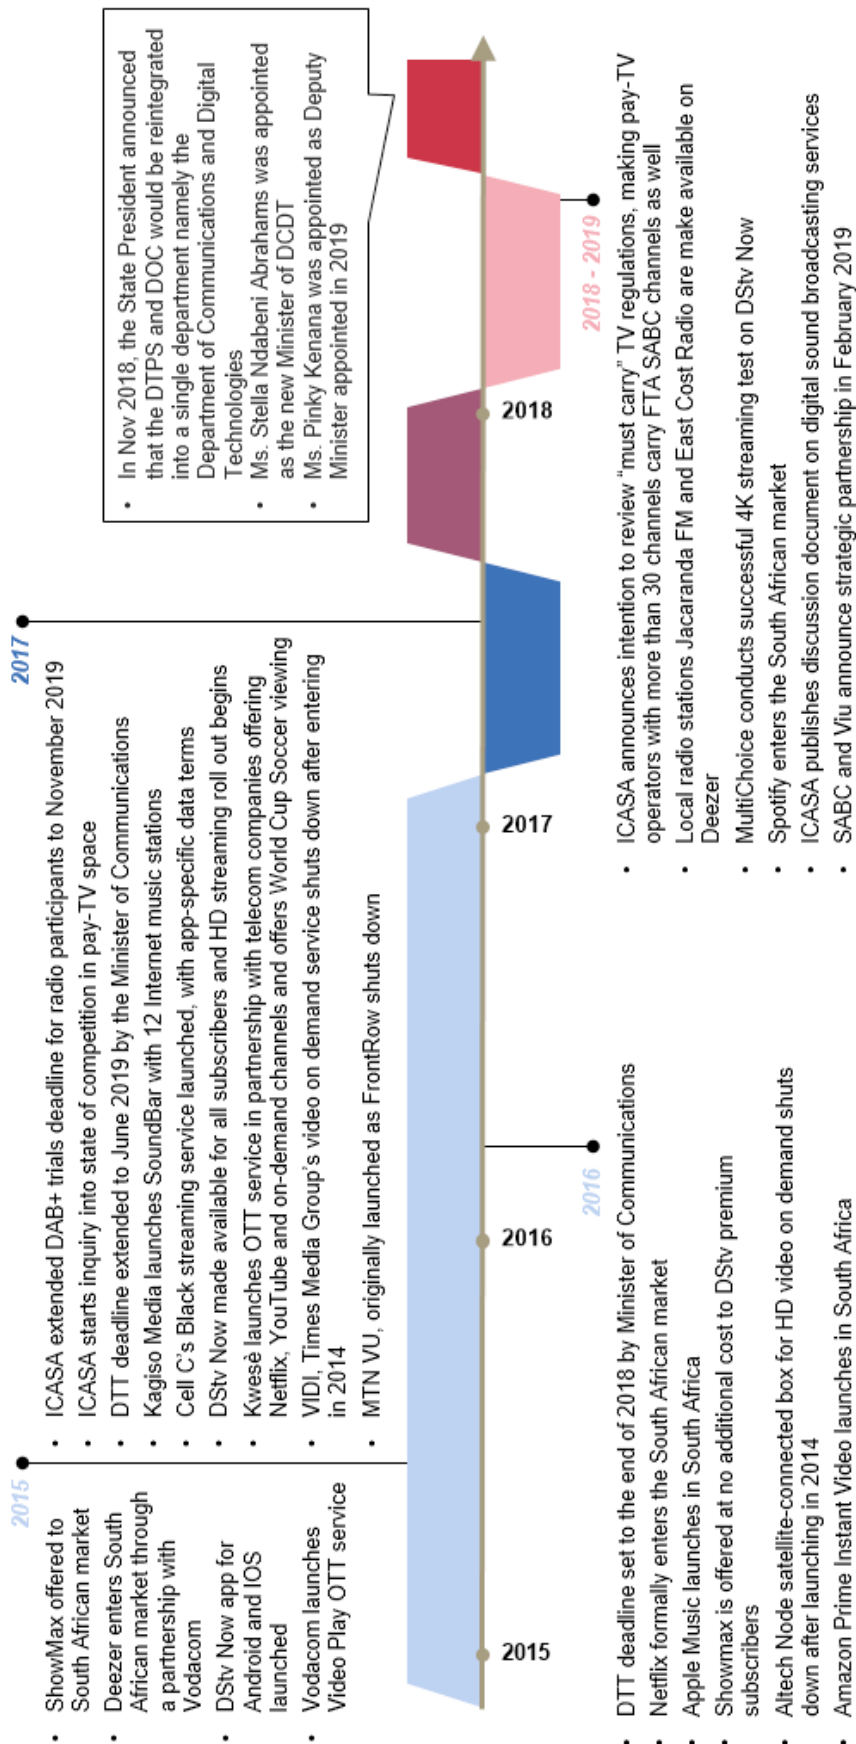 2015
• ShowMax offered to
South African market
• Deezer enters South
African market through
a partnership with
Vodacom
• DStv Now app for
Android and IOS
launched
• Vodacom launches
Video Play OTT service
2017
• ICASA extended DAB+ trials deadline for radio participants to November 2019
• ICASA starts inquiry into state of competition in pay-TV space
• DTT deadline extended to June 2019 by the Minister of Communications
• Kagiso Media launches SoundBar with 12 Internet music stations
• Cell C's Black streaming service launched, with app-specific data terms
• DStv Now made available for all subscribers and HD streaming roll out begins
• Kwesè launches OTT service in partnership with telecom companies offering
Netflix, YouTube and on-demand channels and offers World Cup Soccer viewing
• VIDI, Times Media Group's video on demand service shuts down after entering
in 2014
• MTN VU, originally launched as FrontRow shuts down
• In Nov 2018, the State President announced
that the DTPS and DOC would be reintegrated
into a single department namely the
Department of Communications and Digital
Technologies
• Ms. Stella Ndabeni Abrahams was appointed
as the new Minister of DCDT
• Ms. Pinky Kenana was appointed as Deputy
Minister appointed in 2019
2015
2016
2017
2018
2016
• DTT deadline set to the end of 2018 by Minister of Communications
• Netflix formally enters the South African market
• Apple Music launches in South Africa
• Showmax is offered at no additional cost to DStv premium
subscribers
• Altech Node satellite-connected box for HD video on demand shuts
down after launching in 2014
• Amazon Prime Instant Video launches in South Africa
2018 - 2019
• ICASA announces intention to review “must carry” TV regulations, making pay-TV
operators with more than 30 channels carry FTA SABC channels as well
• Local radio stations Jacaranda FM and East Cost Radio are make available on
Deezer
• MultiChoice conducts successful 4K streaming test on DStv Now
• Spotify enters the South African market
• ICASA publishes discussion document on digital sound broadcasting services
• SABC and Viu announce strategic partnership in February 2019